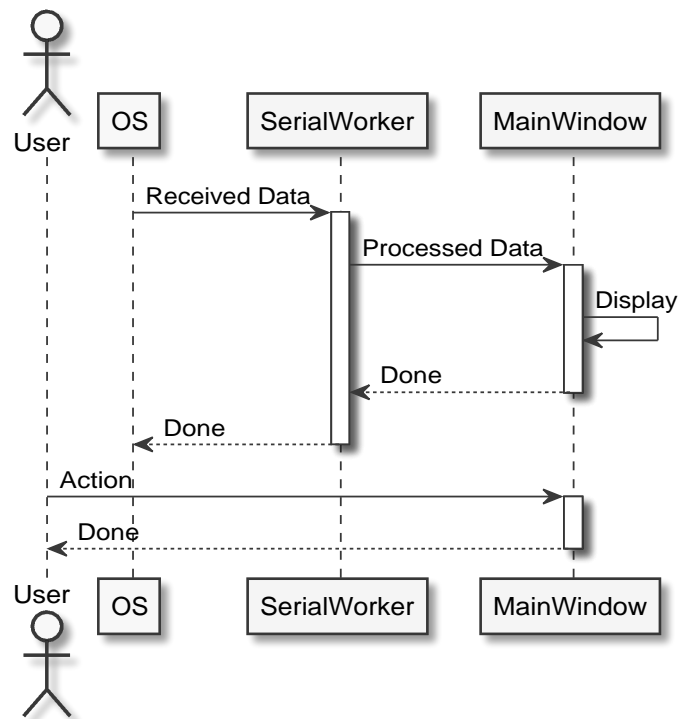 User
OS
SerialWorker
MainWindow
Received Data
Processed Data
Display
Done
Done
Action
Done
User
OS
SerialWorker
MainWindow